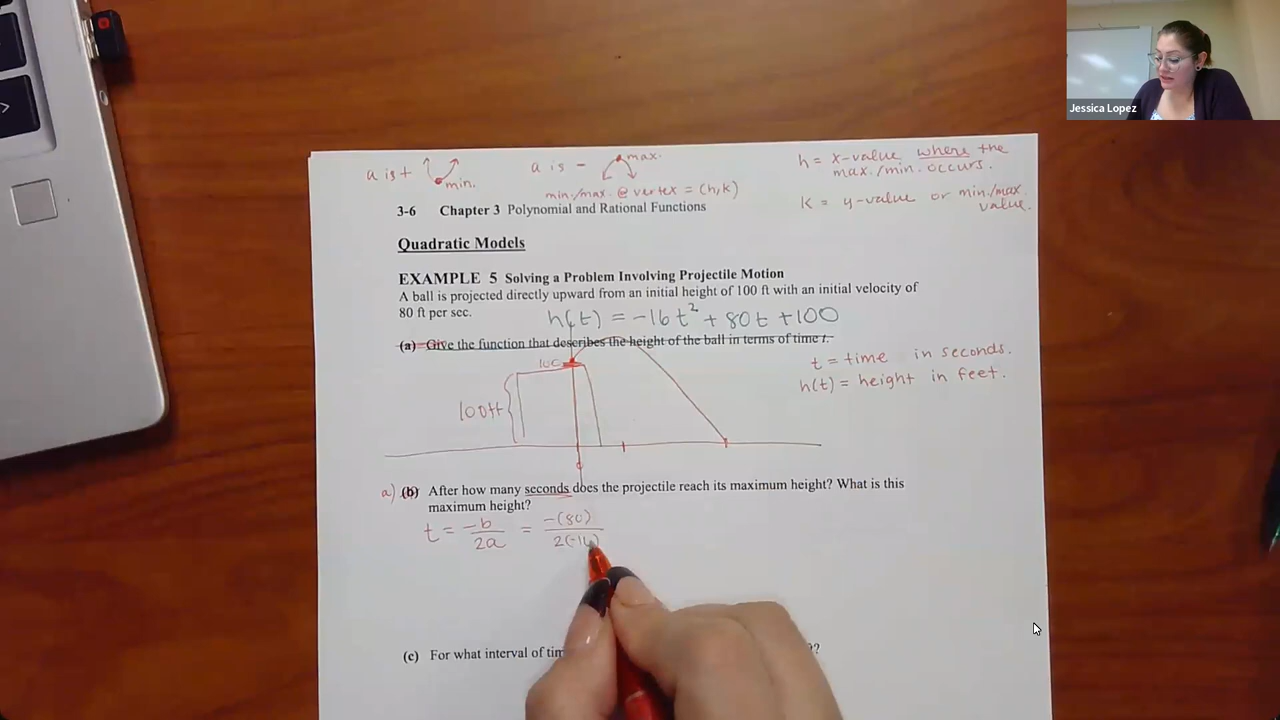 Jessica Lopez
a is + min.
a is - max.
min./max. @ vertex = (h,k)
h = x-value where the
max./min. occurs.
k = y-value or min./max.
value.
3-6 Chapter 3 Polynomial and Rational Functions
Quadratic Models
EXAMPLE 5 Solving a Problem Involving Projectile Motion
A ball is projected directly upward from an initial height of 100 ft with an initial velocity of
80 ft per sec.
h(t) = -16t² + 80t + 100
(a) Give the function that describes the height of the ball in terms of time t.
t = time in seconds.
h(t) = height in feet.
100
100ft
a) (b) After how many seconds does the projectile reach its maximum height? What is this
maximum height?
t = -b/2a = -(80)/2(-16)
(c) For what interval of
?